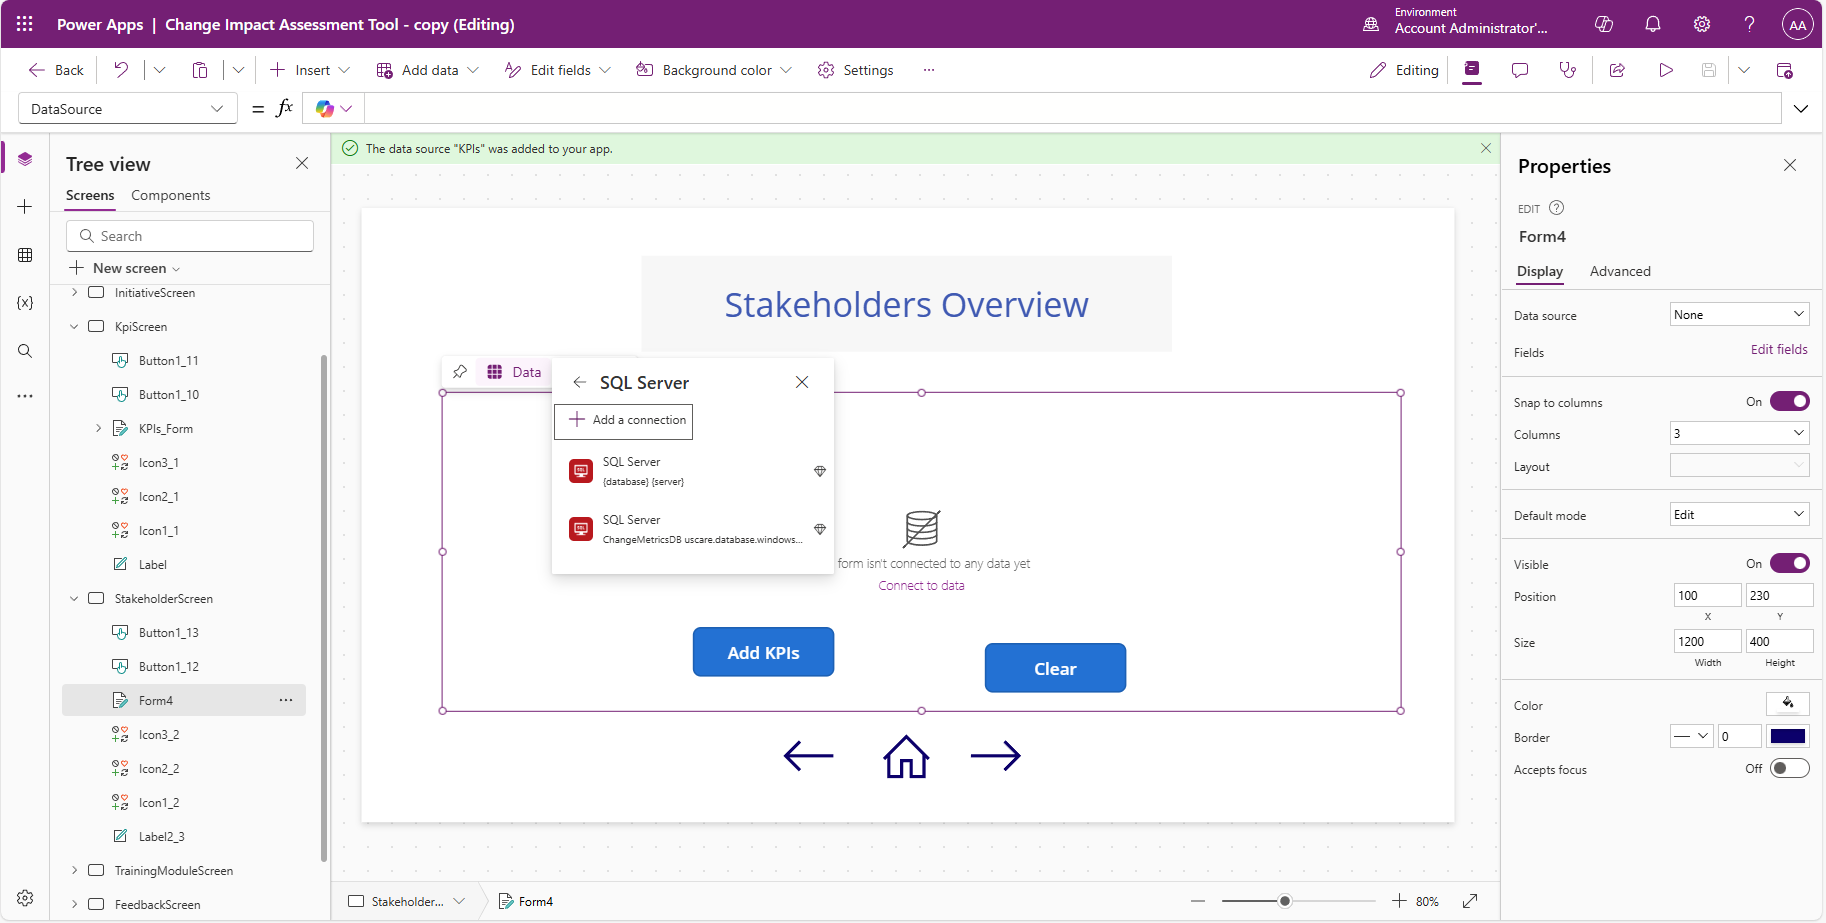 Power Apps | Change Impact Assessment Tool - copy (Editing)
Environment
Account Administrator'...
AA
Back
Insert
Add data
Edit fields
Background color
Settings
Editing
DataSource
= fx
Tree view
Screens
Components
Search
New screen
InitiativeScreen
KpiScreen
Button1_11
Button1_10
KPIs_Form
Icon3_1
Icon2_1
Icon1_1
Label
StakeholderScreen
Button1_13
Button1_12
Form4
Icon3_2
Icon2_2
Icon1_2
Label2_3
TrainingModuleScreen
FeedbackScreen
The data source "KPIs" was added to your app.
Stakeholders Overview
Data
SQL Server
Add a connection
SQL Server
{database} {server}
SQL Server
ChangeMetricsDB uscare.database.windows...
form isn't connected to any data yet
Connect to data
Add KPIs
Clear
Stakeholder...
Form4
80%
Properties
EDIT
Form4
Display
Advanced
Data source
None
Fields
Edit fields
Snap to columns
On
Columns
3
Layout
Default mode
Edit
Visible
On
Position
100
230
X
Y
Size
1200
400
Width
Height
Color
Border
0
Accepts focus
Off